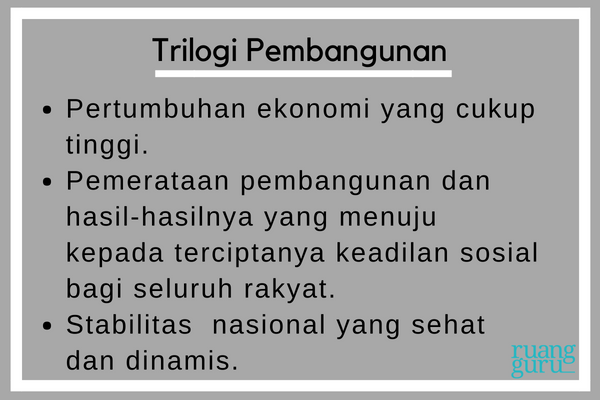 Trilogi Pembangunan
• Pertumbuhan ekonomi yang cukup
tinggi.
• Pemerataan pembangunan dan
hasil-hasilnya yang menuju
kepada terciptanya keadilan sosial
bagi seluruh rakyat.
• Stabilitas  nasional yang sehat
dan dinamis.
ruang
guru_